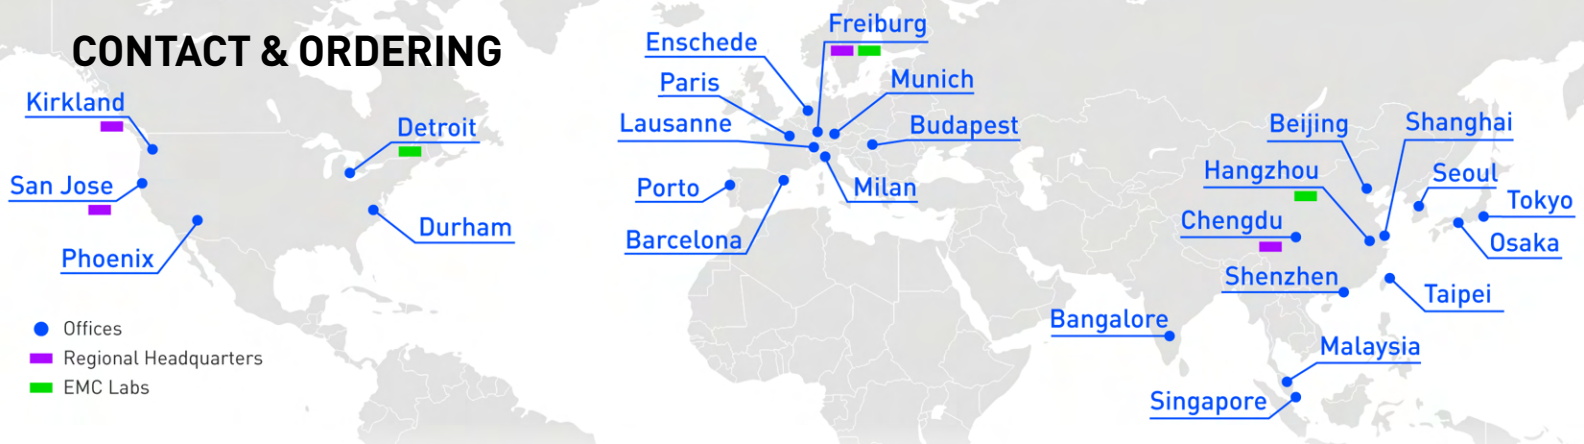 CONTACT & ORDERING
Kirkland
Detroit
San Jose
Durham
Phoenix
Offices
Regional Headquarters
EMC Labs
Freiburg
Enschede
Paris
Munich
Lausanne
Budapest
Porto
Milan
Barcelona
Beijing
Shanghai
Hangzhou
Seoul
Tokyo
Chengdu
Osaka
Shenzhen
Taipei
Bangalore
Malaysia
Singapore